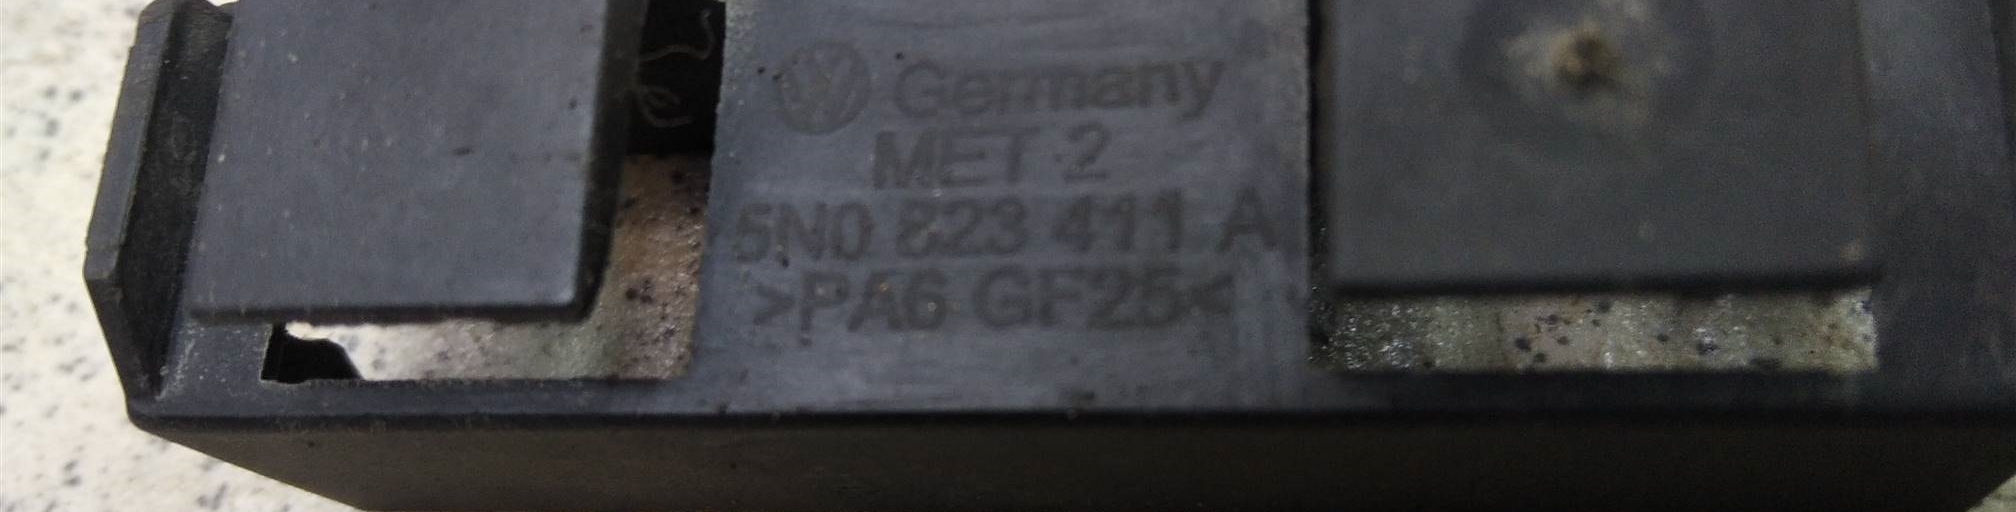 Germany
MET 2
5N0 823 411 A
>PA6 GF25<